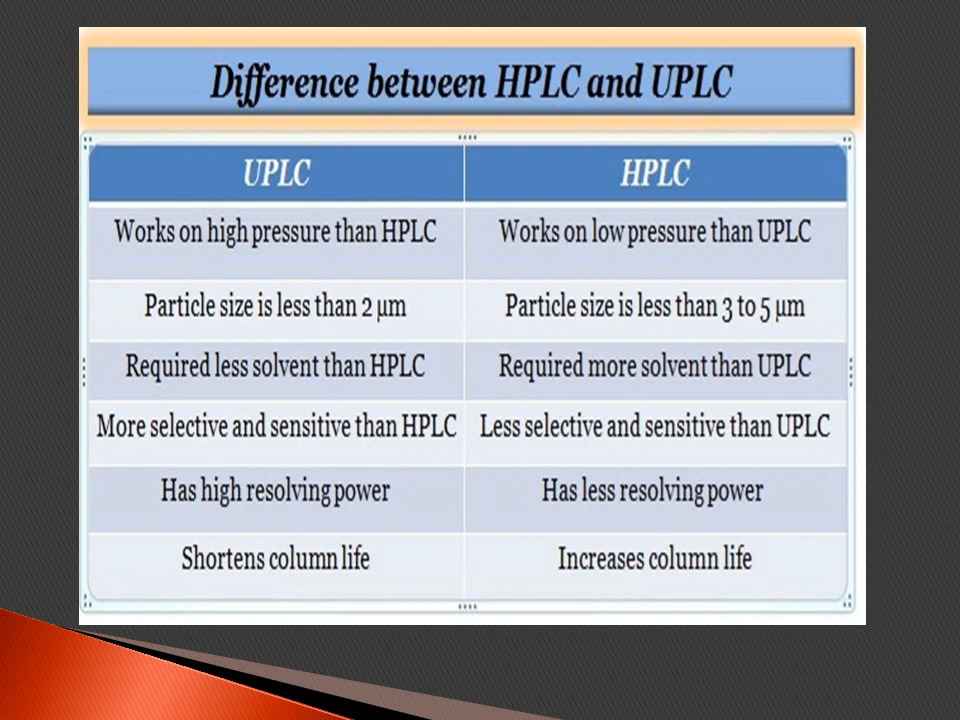 Difference between HPLC and UPLC
UPLC
HPLC
Works on high pressure than HPLC
Works on low pressure than UPLC
Particle size is less than 2 µm
Particle size is less than 3 to 5 µm
Required less solvent than HPLC
Required more solvent than UPLC
More selective and sensitive than HPLC
Less selective and sensitive than UPLC
Has high resolving power
Has less resolving power
Shortens column life
Increases column life